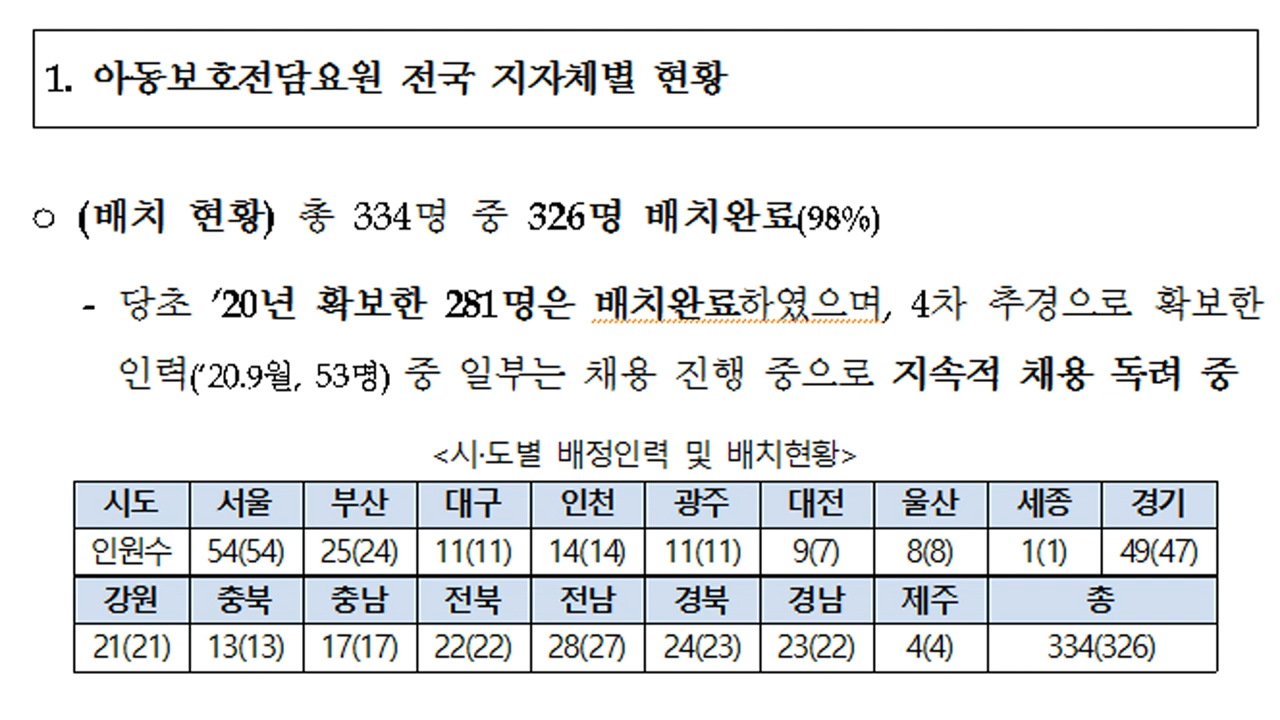 1. 아동보호전담요원 전국 지자체별 현황
○ (배치 현황) 총 334명 중 326명 배치완료(98%)
- 당초 ′20년 확보한 281명은 배치완료하였으며, 4차 추경으로 확보한
인력(‘20.9월, 53명) 중 일부는 채용 진행 중으로 지속적 채용 독려 중
<시·도별 배정인력 및 배치현황>
시도 서울 부산 대구 인천 광주 대전 울산 세종 경기
인원수 54(54) 25(24) 11(11) 14(14) 11(11) 9(7) 8(8) 1(1) 49(47)
강원 충북 충남 전북 전남 경북 경남 제주 총
21(21) 13(13) 17(17) 22(22) 28(27) 24(23) 23(22) 4(4) 334(326)